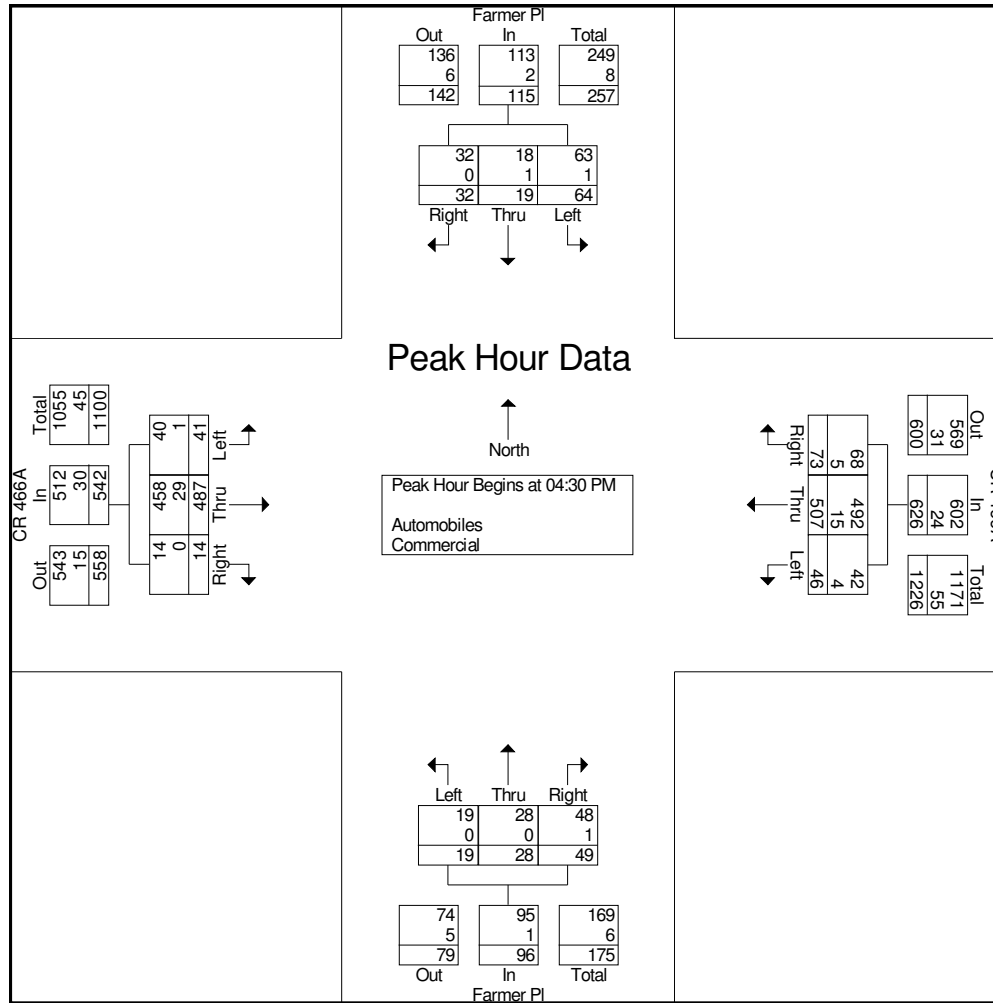 Farmer Pl
Out In Total
136 113 249
6 2 8
142 115 257
32 18 63
0 1 1
32 19 64
Right Thru Left
Peak Hour Data
North
Peak Hour Begins at 04:30 PM
Automobiles
Commercial
CR 466A
Total In Out
1055 512 543
45 30 15
1100 542 558
40 458 14
1 29 0
41 487 14
Left Thru Right
Out In Total
569 602 1171
31 24 55
600 626 1226
68 492 42
5 15 4
73 507 46
Right Thru Left
Left Thru Right
19 28 48
0 0 1
19 28 49
74 95 169
5 1 6
79 96 175
Out In Total
Farmer Pl